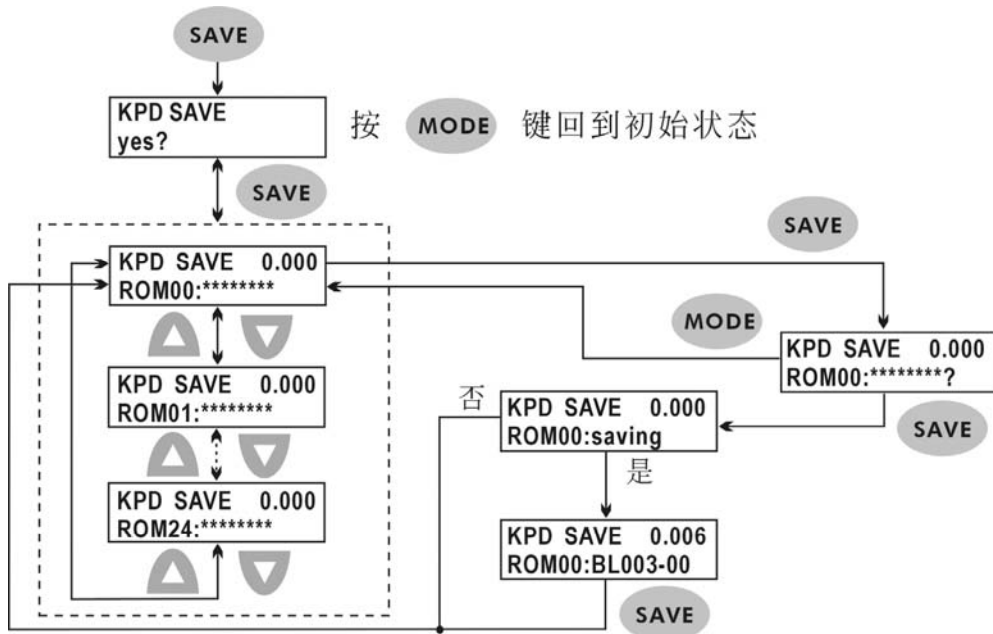 SAVE
KPD SAVE
yes?
按 MODE 键回到初始状态
SAVE
SAVE
KPD SAVE 0.000
ROM00:********
MODE
KPD SAVE 0.000
ROM00:********?
KPD SAVE 0.000
ROM01:********
否
KPD SAVE 0.000
ROM00:saving
SAVE
是
KPD SAVE 0.000
ROM24:********
KPD SAVE 0.006
ROM00:BL003-00
SAVE